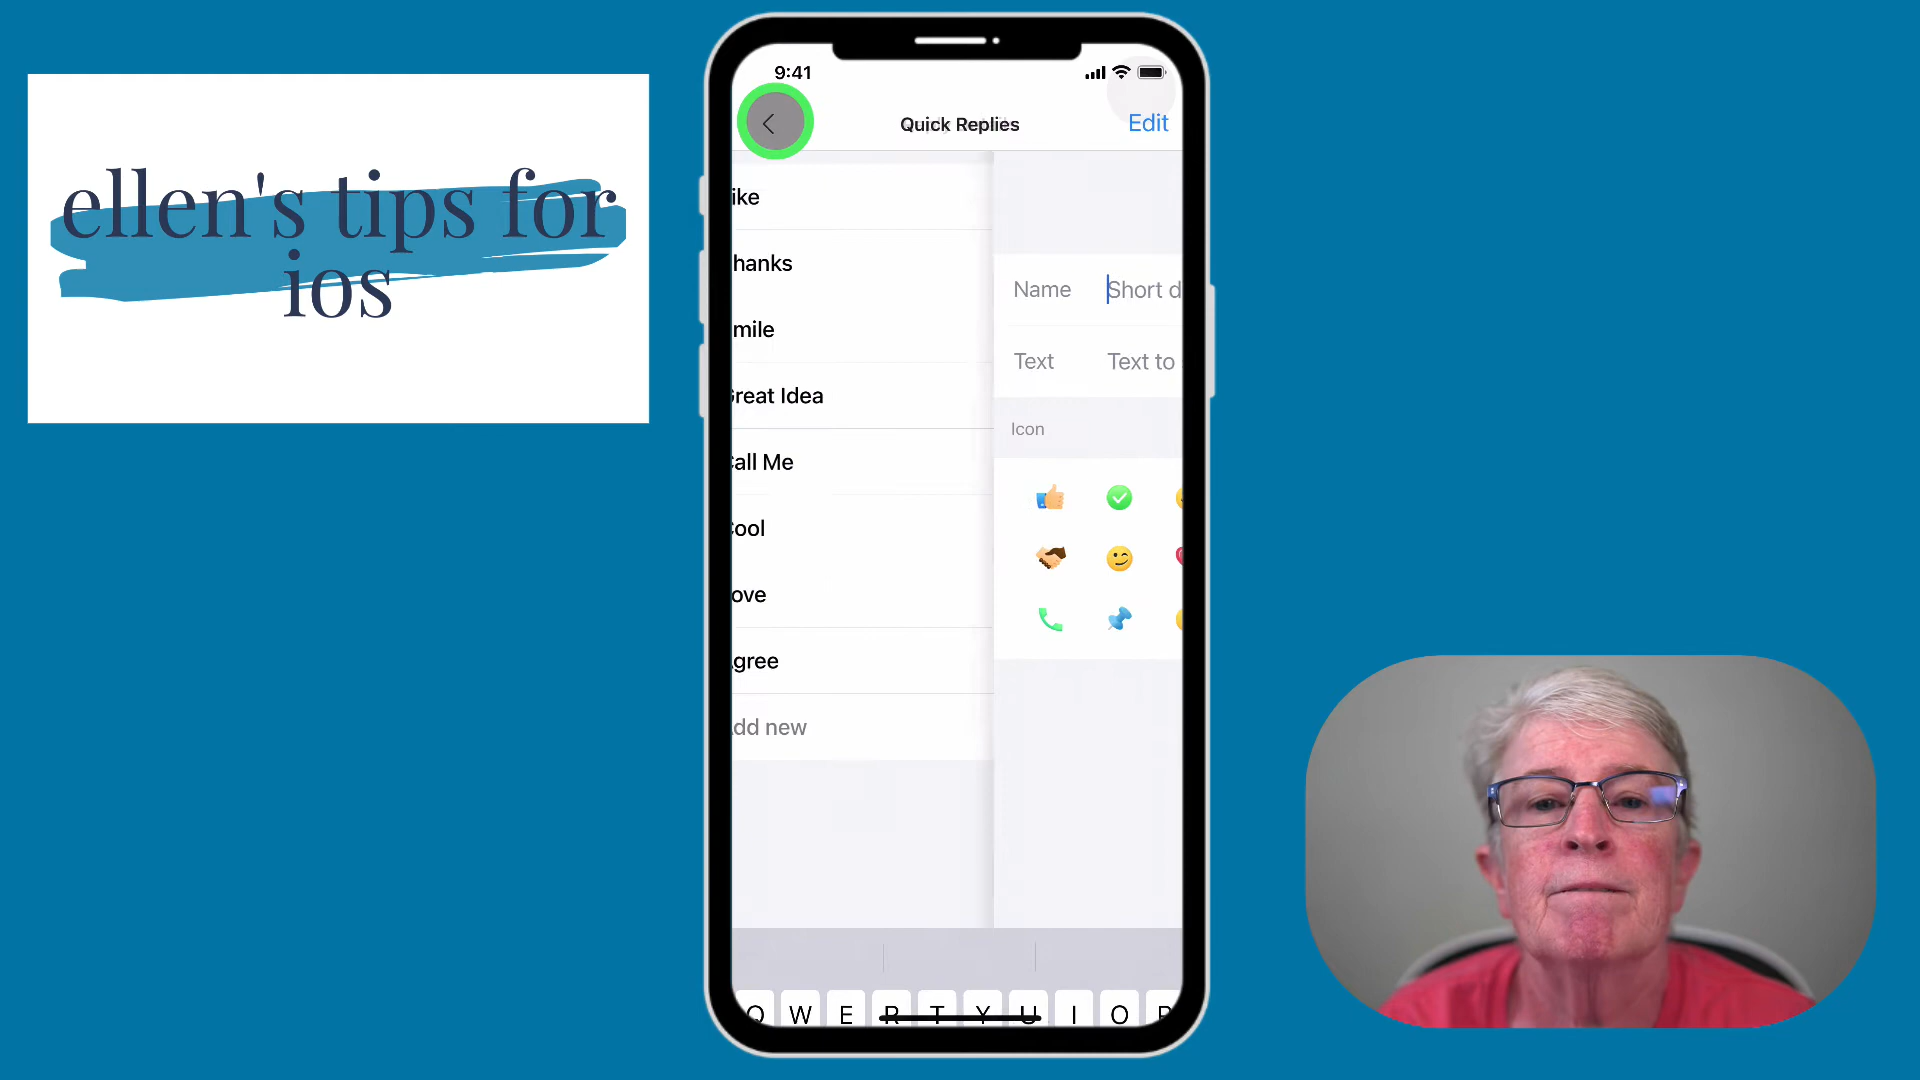 ellen's tips for
ios
9:41
Quick Replies
Edit
ike
hanks
mile
reat Idea
all Me
ool
ove
gree
dd new
Name
Short d
Text
Text to
Icon
W E R T Y U I O